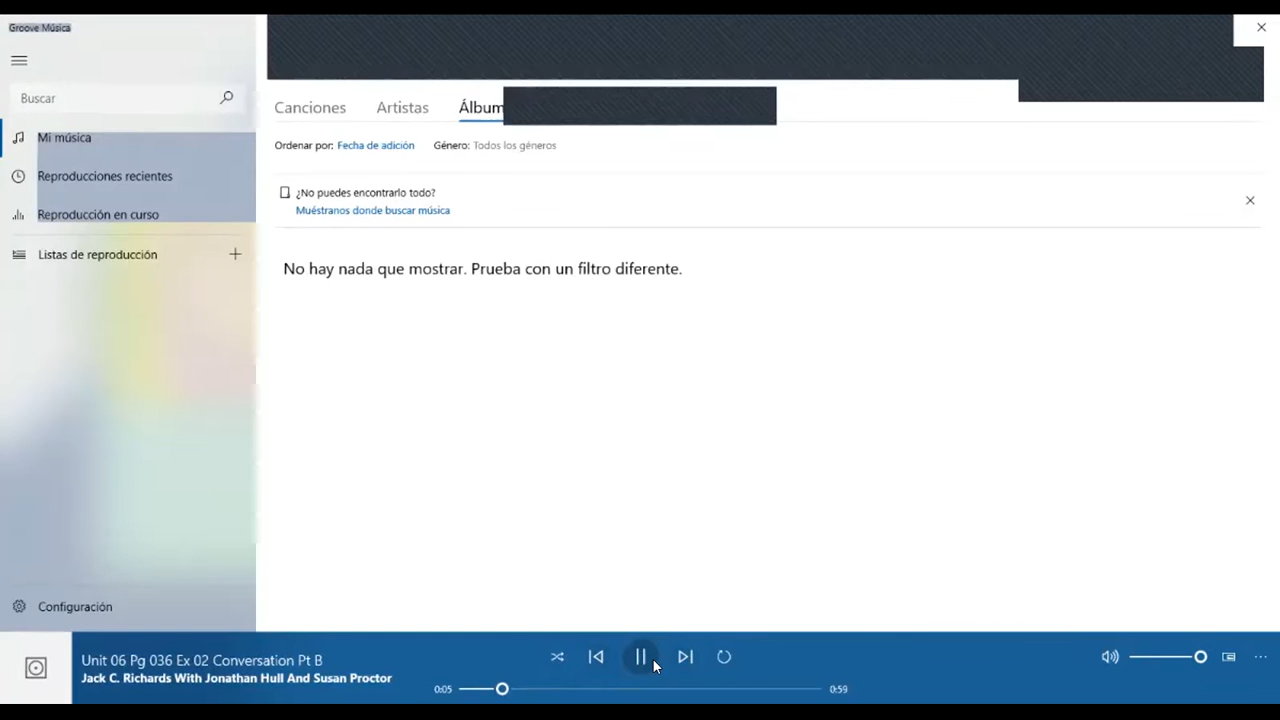 Groove Música
Buscar
Mi música
Reproducciones recientes
Reproducción en curso
Listas de reproducción
Configuración
Canciones Artistas Álbum
Ordenar por: Fecha de adición Género: Todos los géneros
¿No puedes encontrarlo todo?
Muéstranos donde buscar música
No hay nada que mostrar. Prueba con un filtro diferente.
Unit 06 Pg 036 Ex 02 Conversation Pt B
Jack C. Richards With Jonathan Hull And Susan Proctor
0:05 0:59